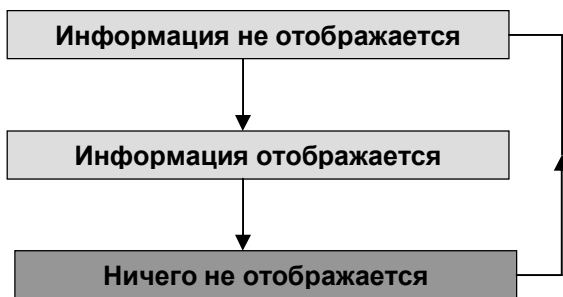 Информация не отображается
Информация отображается
Ничего не отображается